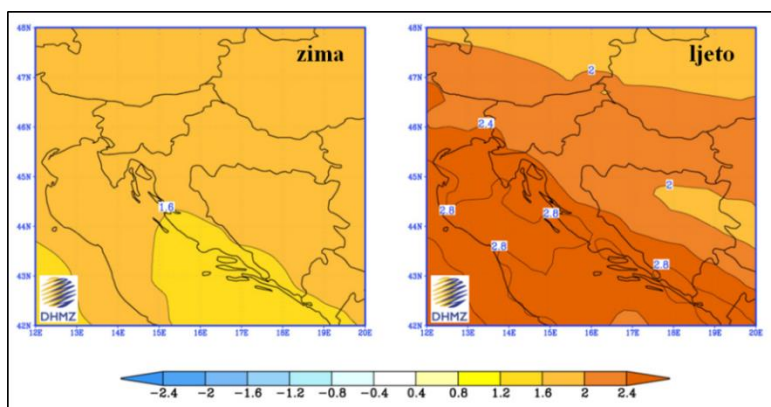 zima
48N
47N
46N
45N
44N
43N
42N
1.6
DHMZ
12E 13E 14E 15E 16E 17E 18E 19E 20E
ljeto
48N
47N
46N
45N
44N
43N
42N
2
2.4
2
2.8
2.8
2.8
2.8
DHMZ
12E 13E 14E 15E 16E 17E 18E 19E 20E
-2.4 -2 -1.6 -1.2 -0.8 -0.4 0.4 0.8 1.2 1.6 2 2.4